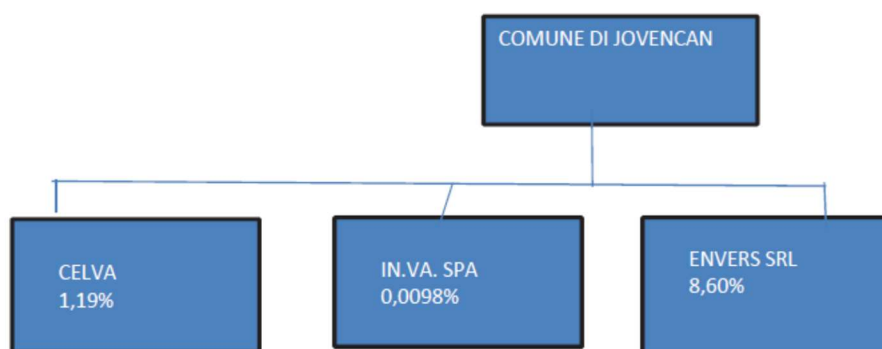 COMUNE DI JOVENCAN
CELVA
1,19%
IN.VA. SPA
0,0098%
ENVERS SRL
8,60%